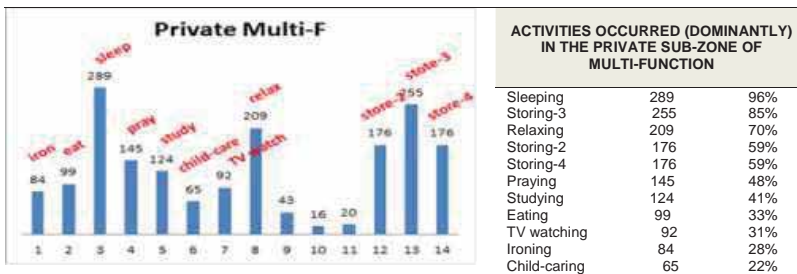 Private Multi-F
sleep
289
iron
84
eat
99
pray
145
study
124
child-care
65
TV watch
92
relax
209
43
16
20
store-2
176
store-3
255
store-4
176
1 2 3 4 5 6 7 8 9 10 11 12 13 14
ACTIVITIES OCCURRED (DOMINANTLY)
IN THE PRIVATE SUB-ZONE OF
MULTI-FUNCTION
Sleeping 289 96%
Storing-3 255 85%
Relaxing 209 70%
Storing-2 176 59%
Storing-4 176 59%
Praying 145 48%
Studying 124 41%
Eating 99 33%
TV watching 92 31%
Ironing 84 28%
Child-caring 65 22%